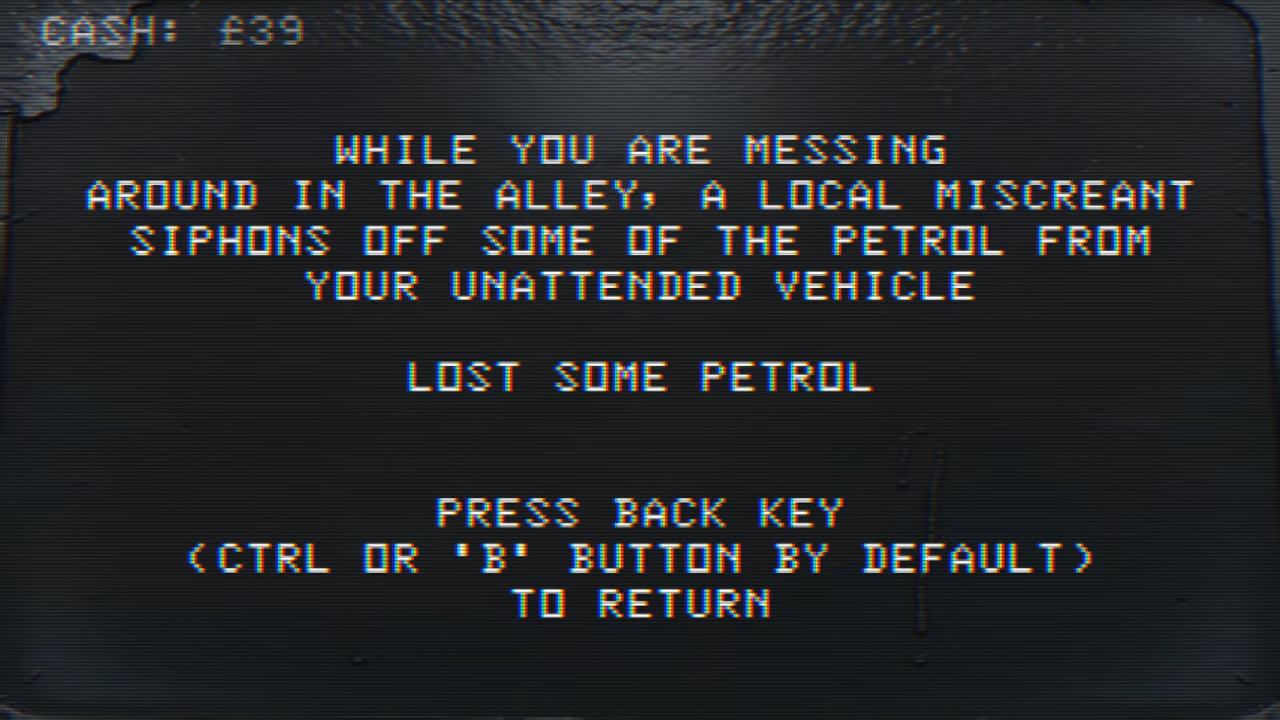 CASH: £39
WHILE YOU ARE MESSING
AROUND IN THE ALLEY, A LOCAL MISCREANT
SIPHONS OFF SOME OF THE PETROL FROM
YOUR UNATTENDED VEHICLE
LOST SOME PETROL
PRESS BACK KEY
(CTRL OR 'B' BUTTON BY DEFAULT)
TO RETURN